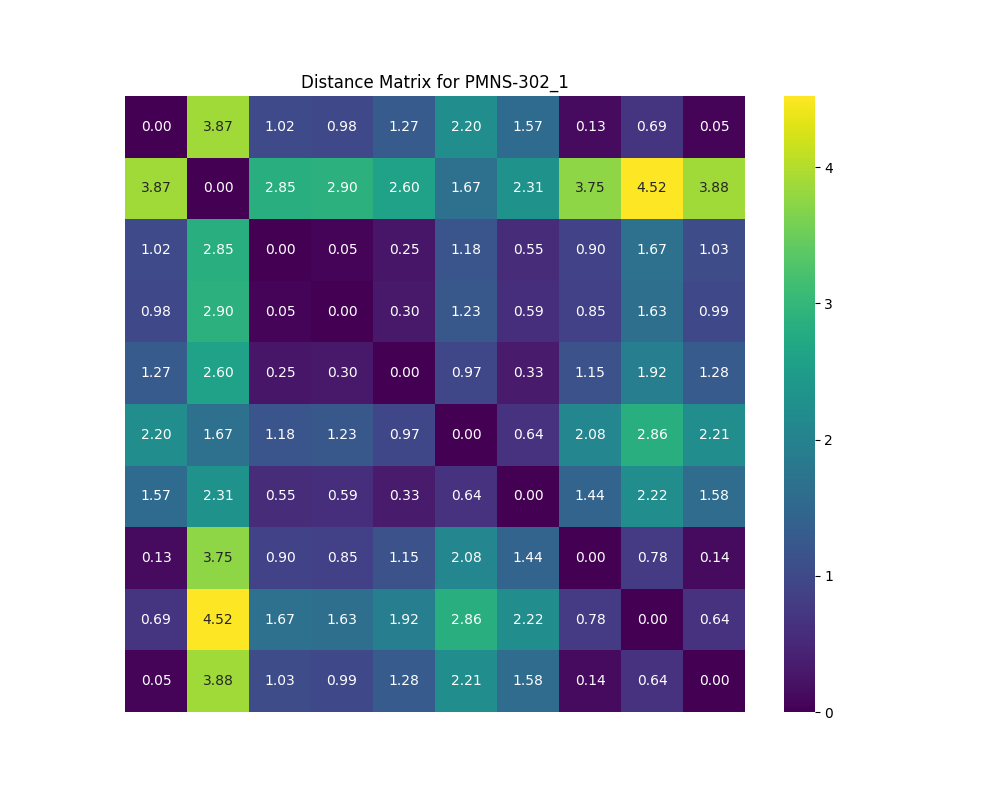 Distance Matrix for PMNS-302_1
0.00 3.87 1.02 0.98 1.27 2.20 1.57 0.13 0.69 0.05
3.87 0.00 2.85 2.90 2.60 1.67 2.31 3.75 4.52 3.88
1.02 2.85 0.00 0.05 0.25 1.18 0.55 0.90 1.67 1.03
0.98 2.90 0.05 0.00 0.30 1.23 0.59 0.85 1.63 0.99
1.27 2.60 0.25 0.30 0.00 0.97 0.33 1.15 1.92 1.28
2.20 1.67 1.18 1.23 0.97 0.00 0.64 2.08 2.86 2.21
1.57 2.31 0.55 0.59 0.33 0.64 0.00 1.44 2.22 1.58
0.13 3.75 0.90 0.85 1.15 2.08 1.44 0.00 0.78 0.14
0.69 4.52 1.67 1.63 1.92 2.86 2.22 0.78 0.00 0.64
0.05 3.88 1.03 0.99 1.28 2.21 1.58 0.14 0.64 0.00
4
3
2
1
0